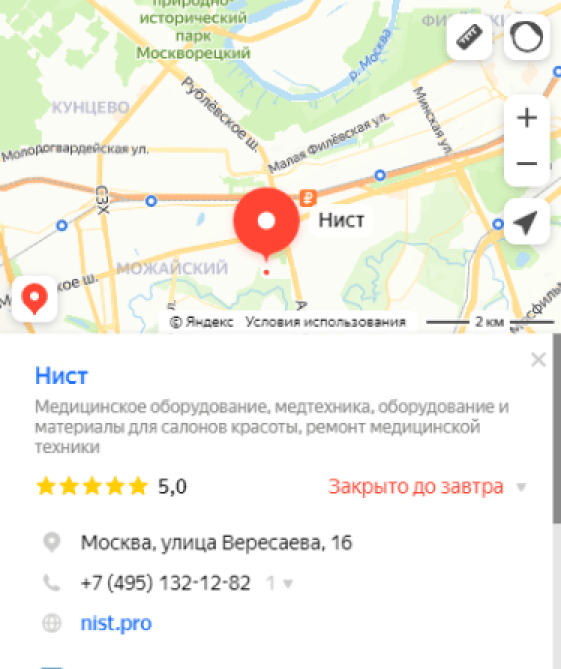 природно-
исторический
парк
Москворецкий
р. Москва
КУНЦЕВО
Рублёвское ш.
Минская ул.
Малая Филёвская ул.
Молодогвардейская ул.
СЗХ
Нист
МОЖАЙСКИЙ
© Яндекс Условия использования
2 км
Нист
Медицинское оборудование, медтехника, оборудование и
материалы для салонов красоты, ремонт медицинской
техники
5,0
Закрыто до завтра
Москва, улица Вересаева, 16
+7 (495) 132-12-82 1
nist.pro